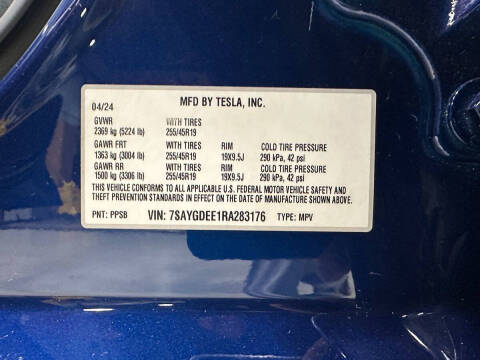 04/24 MFD BY TESLA, INC.
GVWR WITH TIRES
2369 kg (5224 lb) 255/45R19
GAWR FRT WITH TIRES RIM COLD TIRE PRESSURE
1363 kg (3004 lb) 255/45R19 19X9.5J 290 kPa, 42 psi
GAWR RR WITH TIRES RIM COLD TIRE PRESSURE
1500 kg (3306 lb) 255/45R19 19X9.5J 290 kPa, 42 psi
THIS VEHICLE CONFORMS TO ALL APPLICABLE U.S. FEDERAL MOTOR VEHICLE SAFETY AND
THEFT PREVENTION STANDARDS IN EFFECT ON THE DATE OF MANUFACTURE SHOWN ABOVE.
PNT: PPSB VIN: 7SAYGDEE1RA283176 TYPE: MPV